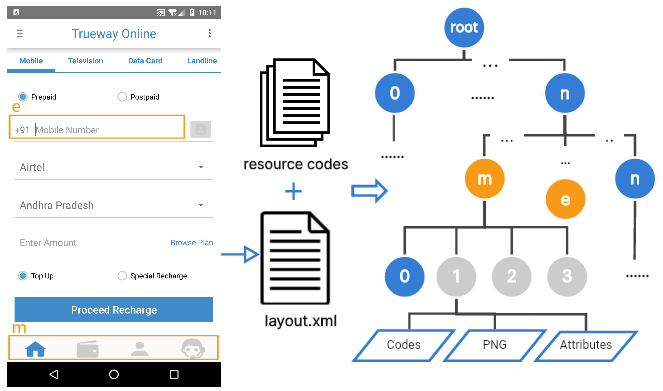 10:11
Trueway Online
Mobile Television Data Card Landline
Prepaid Postpaid
e
+91 Mobile Number
Airtel
Andhra Pradesh
Enter Amount Browse Plan
Top Up Special Recharge
Proceed Recharge
m
resource codes
+
layout.xml
root
...
0 ...... n
...... ... ..
m ... e n
0 1 2 3 ......
Codes PNG Attributes